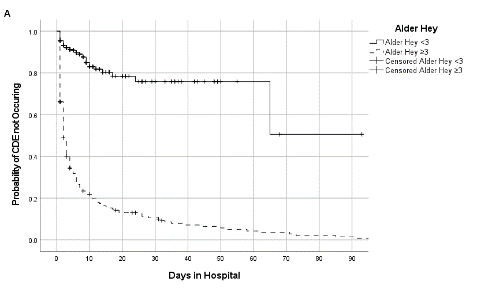 A
Alder Hey
Alder Hey <3
Alder Hey ≥3
Censored Alder Hey <3
Censored Alder Hey ≥3
Probability of CDE not Occuring
1.0
0.8
0.6
0.4
0.2
0.0
0 10 20 30 40 50 60 70 80 90
Days in Hospital